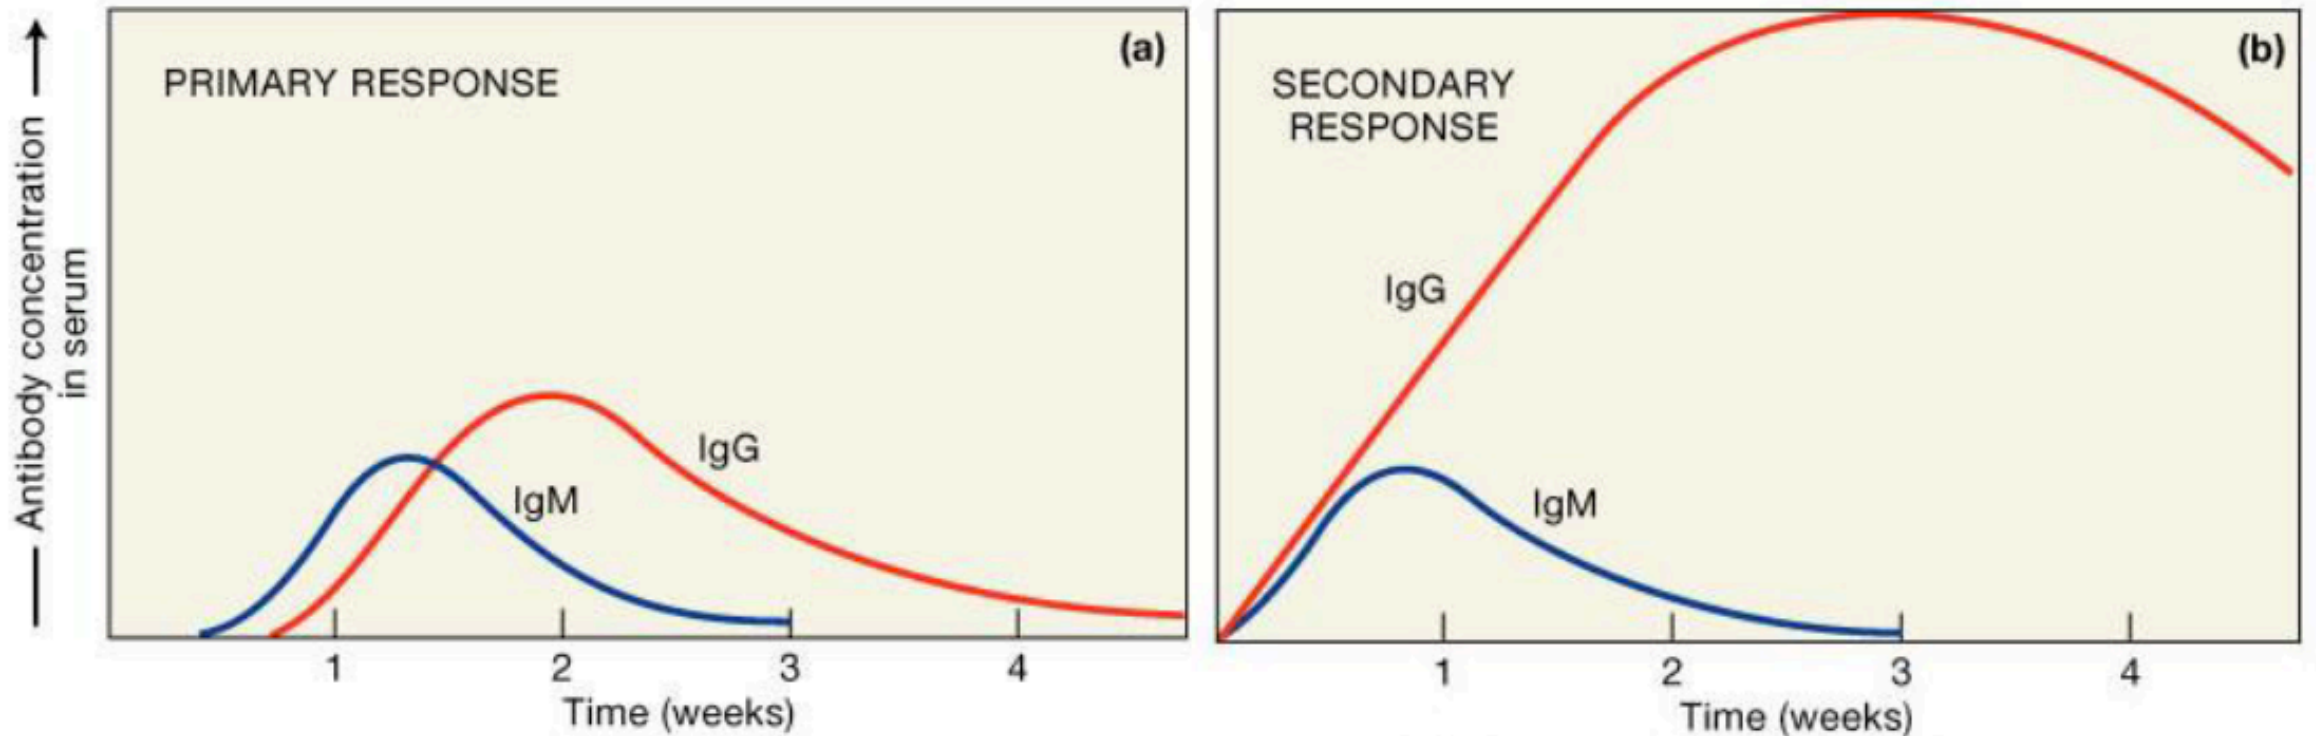 Antibody concentration
in serum
PRIMARY RESPONSE
(a)
IgG
IgM
1 2 3 4
Time (weeks)
SECONDARY
RESPONSE
(b)
IgG
IgM
1 2 3 4
Time (weeks)